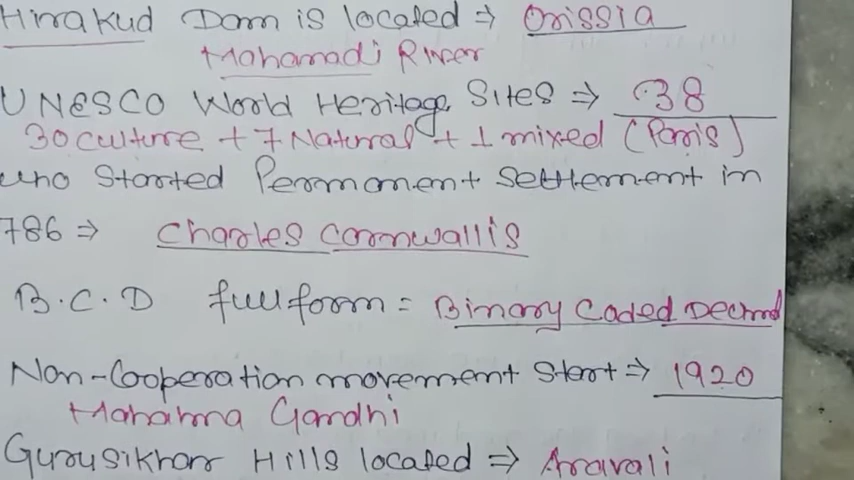 Hirakud Dam is located ⇒ Orissia
Mahanadi River
UNESCO World Heritage Sites ⇒ 38
30 culture + 7 Natural + 1 mixed (Paris)
who Started Permanent Settlement in
786 ⇒ Charles Cornwallis
B.C.D fullform = Binary Coded Decimal
Non-Cooperation movement Start ⇒ 1920
Mahatma Gandhi
Gurusikhar Hills located ⇒ Aravali